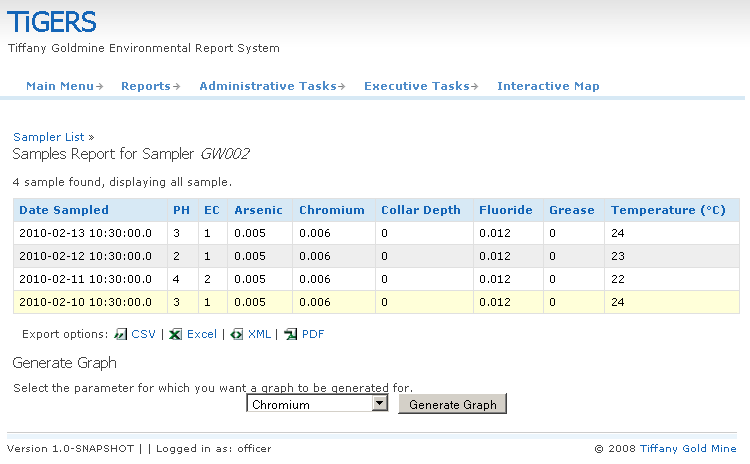 TiGERS
Tiffany Goldmine Environmental Report System
Main Menu Reports Administrative Tasks Executive Tasks Interactive Map
Sampler List »
Samples Report for Sampler GW002
4 sample found, displaying all sample.
Date Sampled PH EC Arsenic Chromium Collar Depth Fluoride Grease Temperature (°C)
2010-02-13 10:30:00.0 3 1 0.005 0.006 0 0.012 0 24
2010-02-12 10:30:00.0 2 1 0.005 0.006 0 0.012 0 23
2010-02-11 10:30:00.0 4 2 0.005 0.006 0 0.012 0 22
2010-02-10 10:30:00.0 3 1 0.005 0.006 0 0.012 0 24
Export options: CSV | Excel | XML | PDF
Generate Graph
Select the parameter for which you want a graph to be generated for.
Chromium Generate Graph
Version 1.0-SNAPSHOT | | Logged in as: officer © 2008 Tiffany Gold Mine